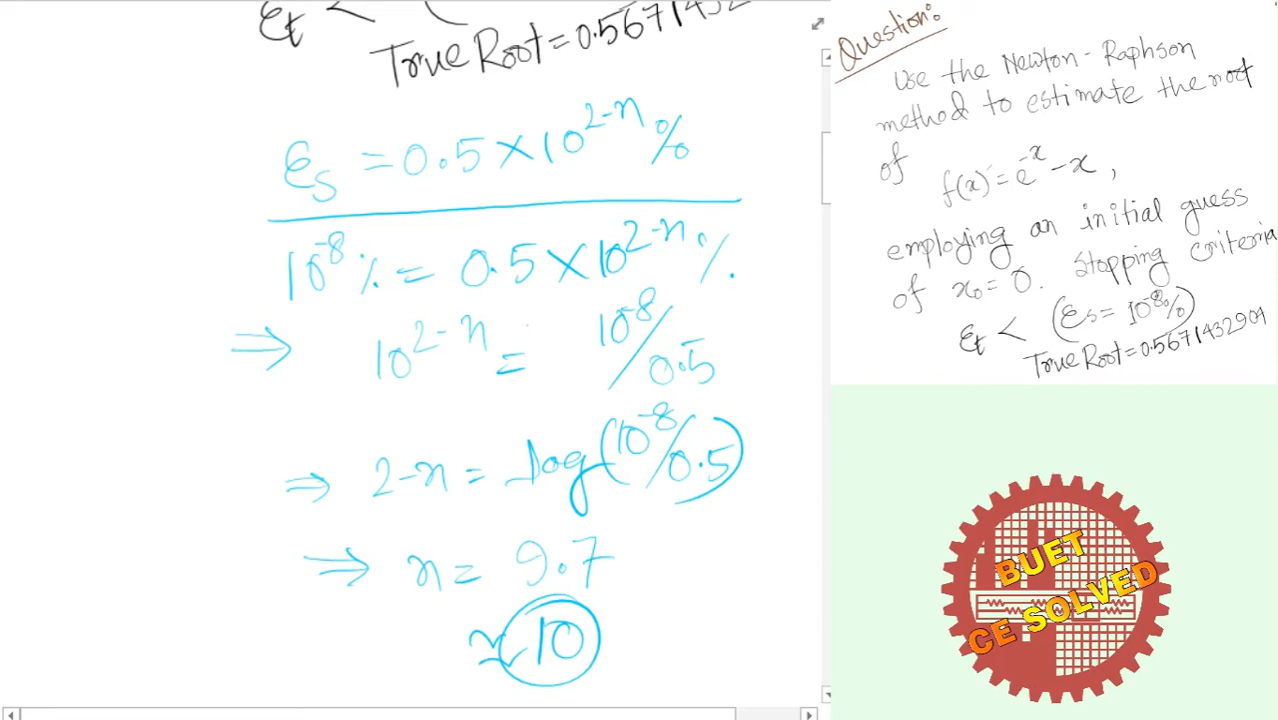 εt < (
True Root = 0.5671432
εs = 0.5 × 10^(2-n) %
10^-8 % = 0.5 × 10^(2-n) %.
⇒ 10^(2-n) = 10^-8 / 0.5
⇒ 2-n = log (10^-8 / 0.5)
⇒ n = 9.7
≈ 10
Question:
Use the Newton-Raphson
method to estimate the root
of
f(x) = e^-x - x ,
employing an initial guess
of x₀ = 0. Stopping criteria
εt < (εs = 10^-8 %)
True Root = 0.5671432904
BUET
CE SOLVED